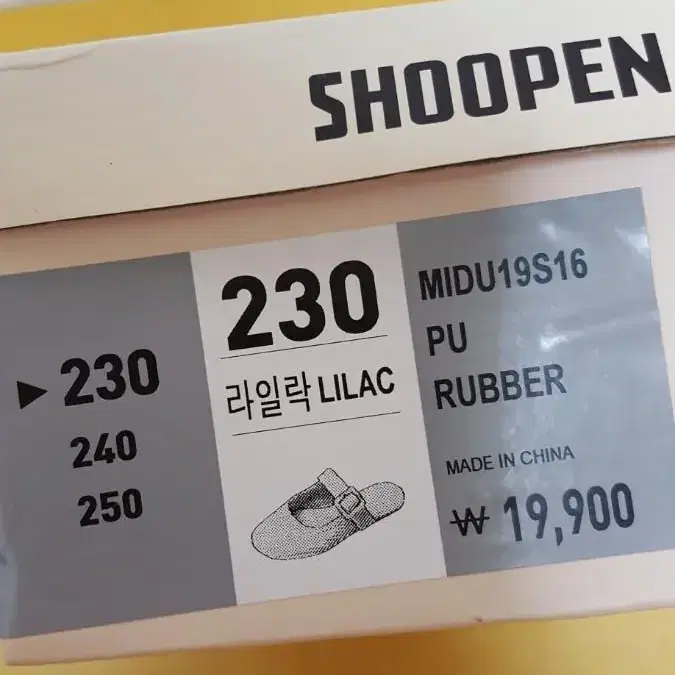 SHOOPEN
▶ 230
240
250
230
라일락 LILAC
MIDU19S16
PU
RUBBER
MADE IN CHINA
₩ 19,900